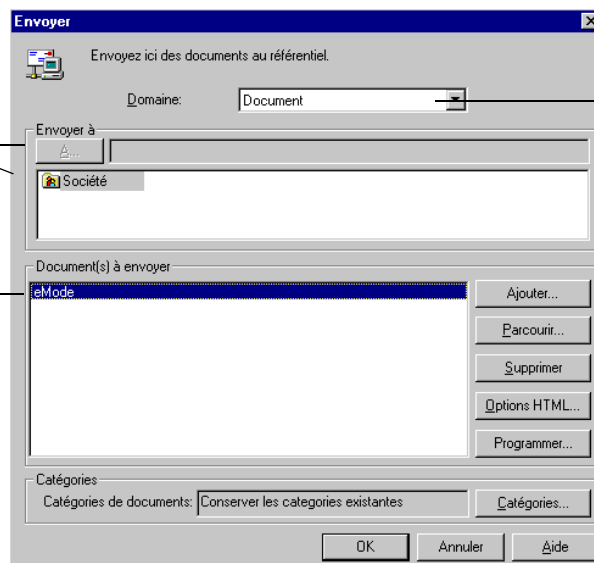 Envoyer
Envoyez ici des documents au référentiel.
Domaine: Document
Envoyer à
À...
Société
Document(s) à envoyer
eMode
Ajouter...
Parcourir...
Supprimer
Options HTML...
Programmer...
Catégories
Catégories de documents: Conserver les categories existantes Catégories...
OK Annuler Aide